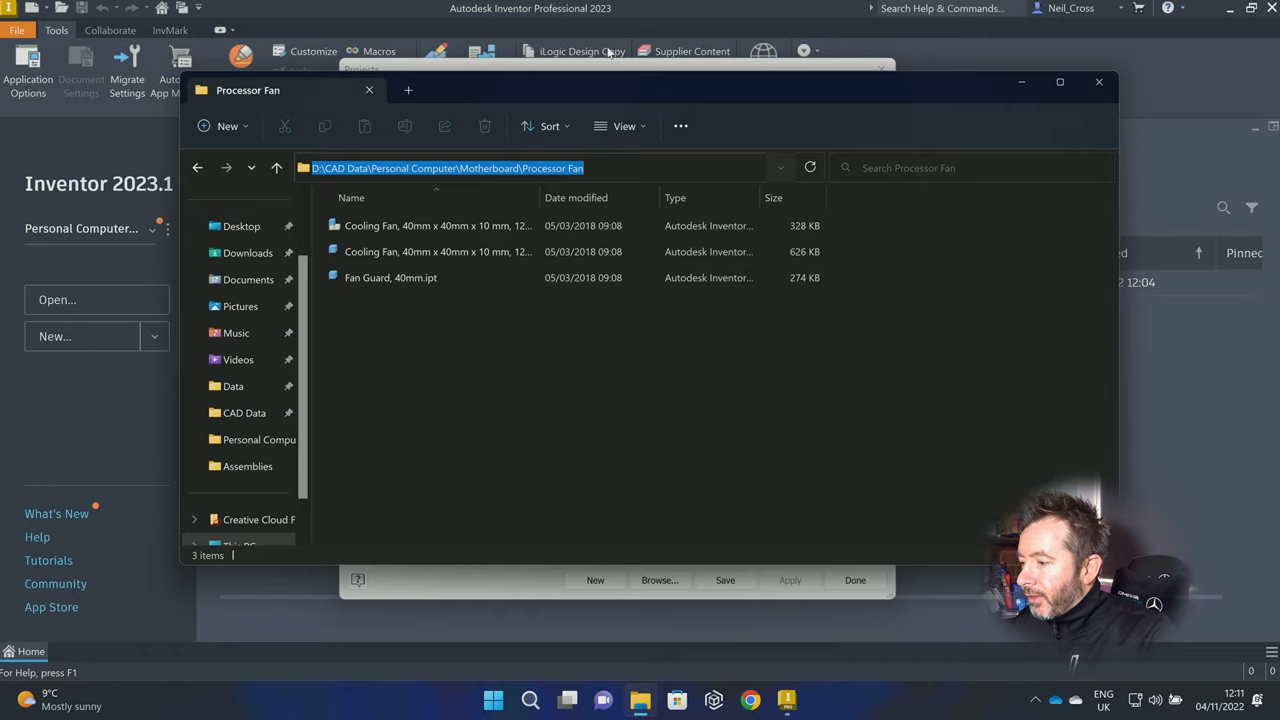 Autodesk Inventor Professional 2023
Search Help & Commands...
Neil_Cross
File
Tools
Collaborate
InvMark
Application
Options
Document
Settings
Migrate
Settings
Customize
Macros
iLogic Design Copy
Supplier Content
Projects
Processor Fan
New
Sort
View
D:\CAD Data\Personal Computer\Motherboard\Processor Fan
Search Processor Fan
Name
Date modified
Type
Size
Cooling Fan, 40mm x 40mm x 10 mm, 12... 05/03/2018 09:08 Autodesk Inventor... 328 KB
Cooling Fan, 40mm x 40mm x 10 mm, 12... 05/03/2018 09:08 Autodesk Inventor... 626 KB
Fan Guard, 40mm.ipt 05/03/2018 09:08 Autodesk Inventor... 274 KB
Desktop
Downloads
Documents
Pictures
Music
Videos
Data
CAD Data
Personal Compu
Assemblies
Creative Cloud F
This PC
3 items
Inventor 2023.1
Personal Computer...
Open...
New...
What's New
Help
Tutorials
Community
App Store
Pinned
2 12:04
New
Browse...
Save
Apply
Done
Home
For Help, press F1
0 0
9°C
Mostly sunny
PRO
ENG
UK
12:11
04/11/2022